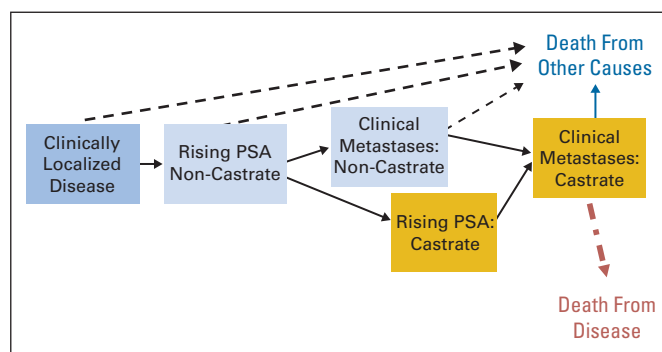 Death From
Other Causes
Clinically
Localized
Disease
Rising PSA
Non-Castrate
Clinical
Metastases:
Non-Castrate
Rising PSA:
Castrate
Clinical
Metastases:
Castrate
Death From
Disease